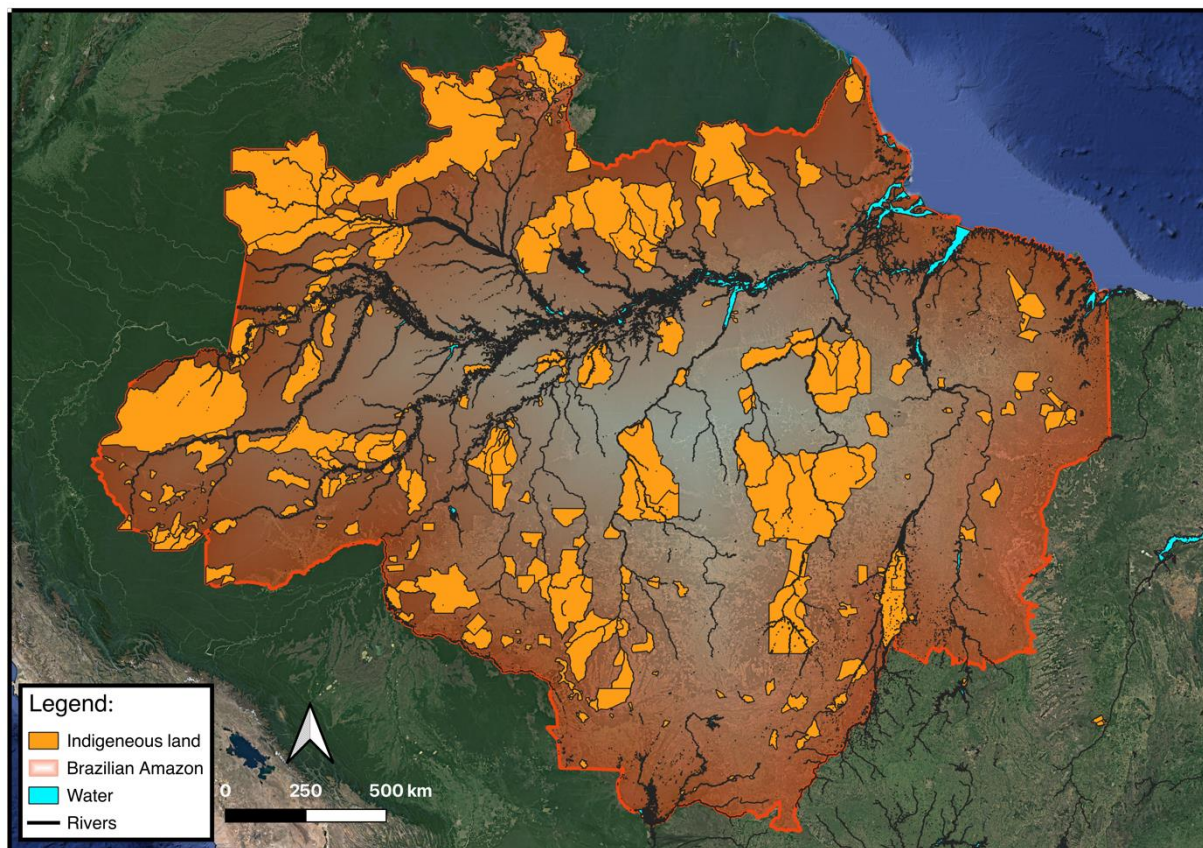 Legend:
Indigeneous land
Brazilian Amazon
Water
Rivers
0 250 500 km